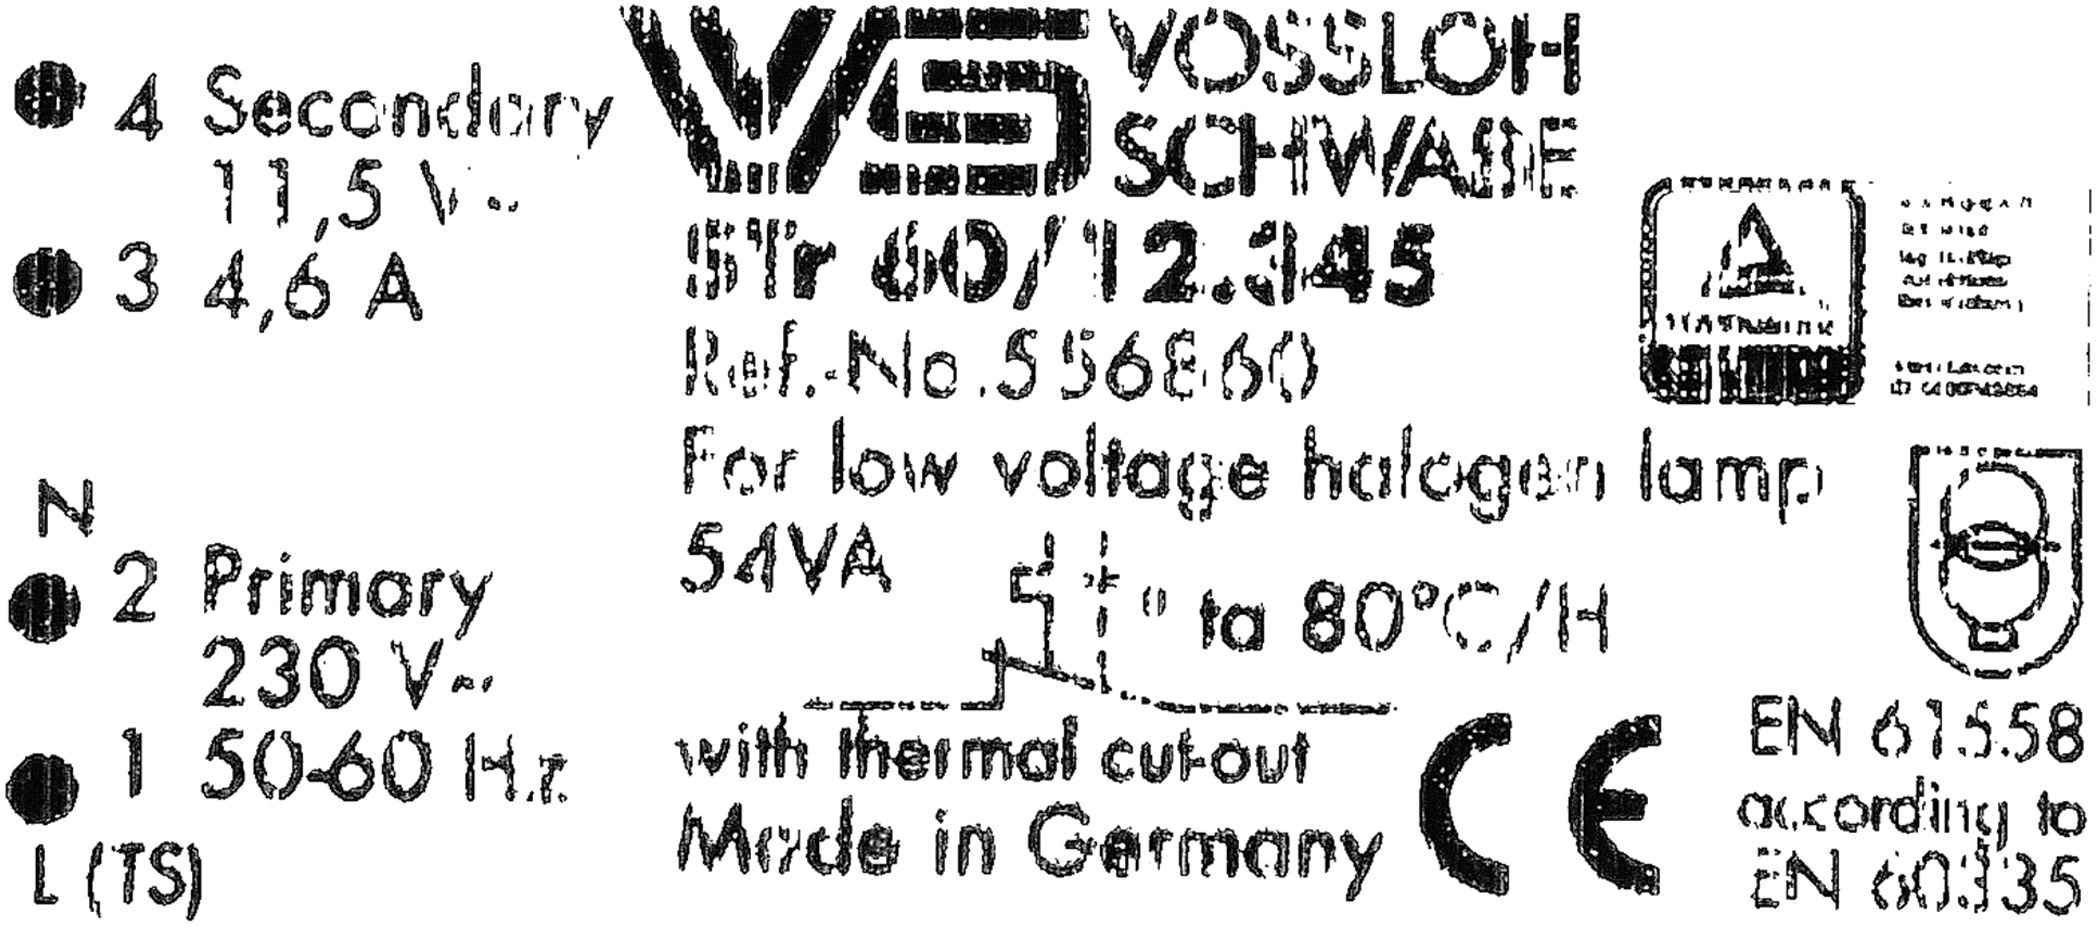 4 Secondary
11,5 V~
3 4,6 A
N
2 Primary
230 V~
1 50-60 Hz
L (TS)
VS VOSSLOH
SCHWABE
STr 60/12.345
Ref.-No.556860
For low voltage halogen lamp
54VA
ta 80°C/H
with thermal cut-out
Made in Germany
CE
EN 61558
according to
EN 60335